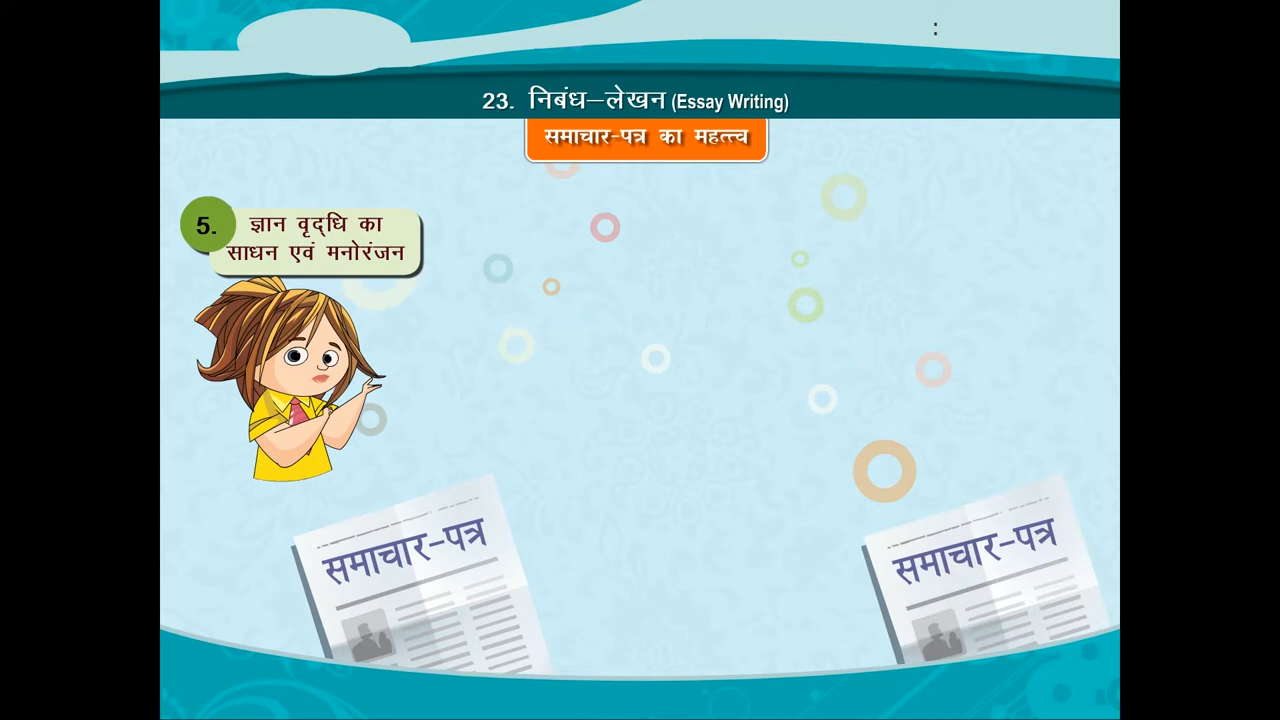 :
23. निबंध–लेखन (Essay Writing)
समाचार-पत्र का महत्त्व
5. ज्ञान वृद्‌धि का
साधन एवं मनोरंजन
समाचार-पत्र
समाचार-पत्र